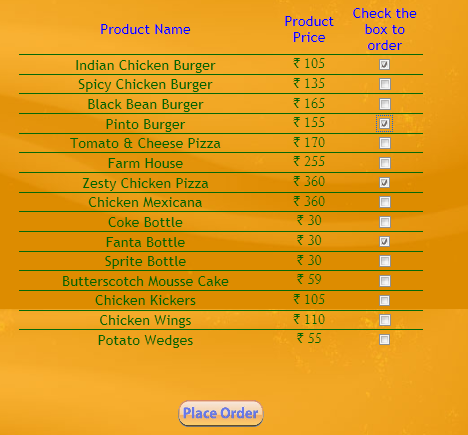 Product Name Product Price Check the box to order
Indian Chicken Burger ₹ 105
Spicy Chicken Burger ₹ 135
Black Bean Burger ₹ 165
Pinto Burger ₹ 155
Tomato & Cheese Pizza ₹ 170
Farm House ₹ 255
Zesty Chicken Pizza ₹ 360
Chicken Mexicana ₹ 360
Coke Bottle ₹ 30
Fanta Bottle ₹ 30
Sprite Bottle ₹ 30
Butterscotch Mousse Cake ₹ 59
Chicken Kickers ₹ 105
Chicken Wings ₹ 110
Potato Wedges ₹ 55
Place Order